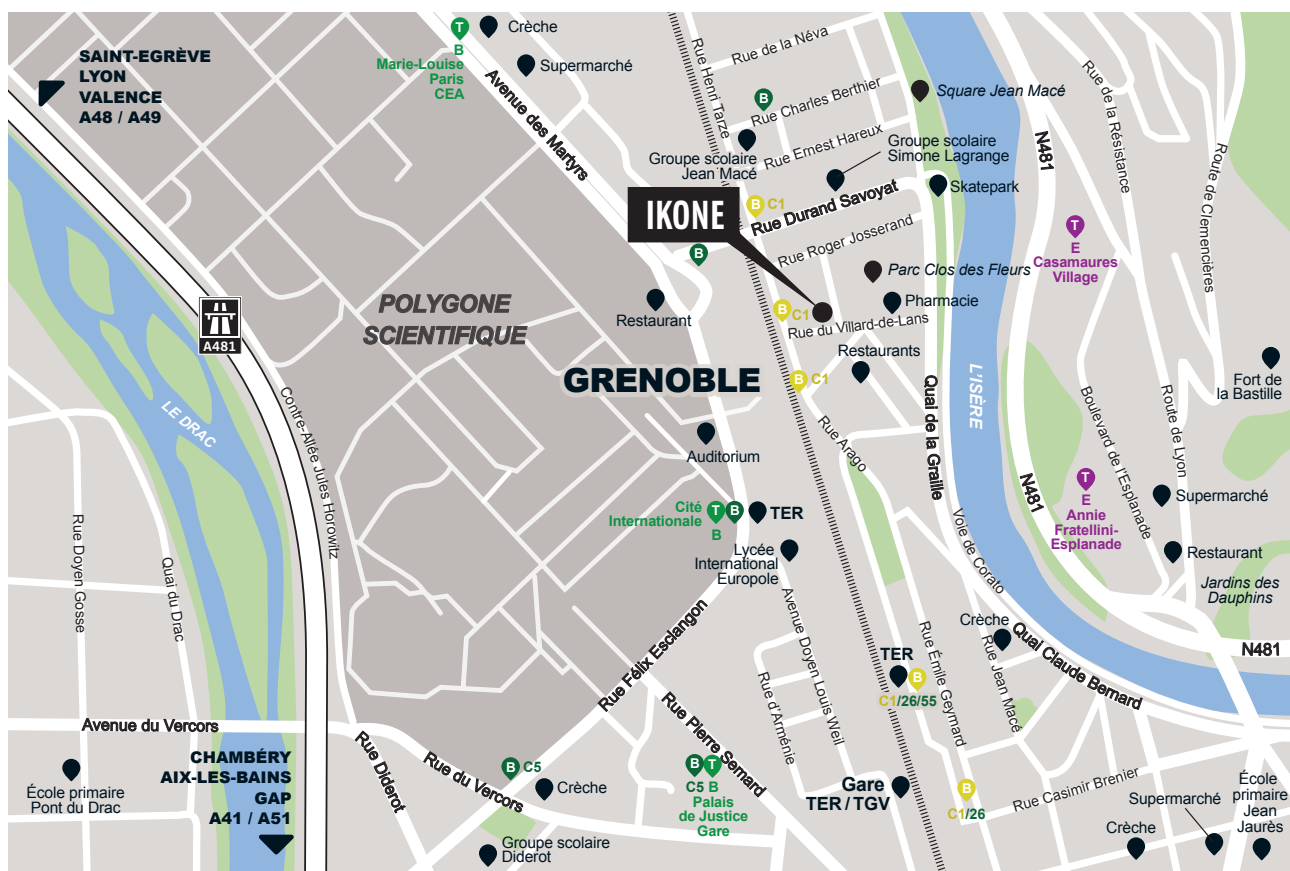 SAINT-EGRÈVE
LYON
VALENCE
A48 / A49
T
B
Marie-Louise
Paris
CEA
Crèche
Supermarché
Avenue des Martyrs
Rue Henri Tarze
Rue de la Néva
B
Rue Charles Berthier
Square Jean Macé
Rue Ernest Hareux
Groupe scolaire
Jean Macé
Groupe scolaire
Simone Lagrange
Skatepark
N481
Rue de la Résistance
Route de Clemencières
IKONE
B C1
Rue Durand Savoyat
Rue Roger Josserand
B
Parc Clos des Fleurs
Pharmacie
B C1
Rue du Villard-de-Lans
Restaurants
B C1
T
E
Casamaures
Village
POLYGONE
SCIENTIFIQUE
Restaurant
GRENOBLE
A481
LE DRAC
Contre-Allée Jules Horowitz
L'ISÈRE
Fort de
la Bastille
Quai de la Graille
Rue Arago
Auditorium
Boulevard de l'Esplanade
Route de Lyon
N481
T
E
Annie
Fratellini-
Esplanade
Supermarché
Restaurant
Jardins des
Dauphins
Cité
Internationale
T B
B
TER
Lycée
International
Europole
Voie de Corato
Rue Doyen Gosse
Quai du Drac
Rue Félix Esclangon
Avenue Doyen Louis Weil
Rue d'Arménie
TER
B
C1/26/55
Rue Émile Geymard
Rue Jean Macé
Crèche
Quai Claude Bernard
N481
Avenue du Vercors
CHAMBÉRY
AIX-LES-BAINS
GAP
A41 / A51
École primaire
Pont du Drac
Rue Diderot
Rue du Vercors
B C5
Crèche
Groupe scolaire
Diderot
Rue Pierre Semard
B T
C5 B
Palais
de Justice
Gare
Gare
TER / TGV
B
C1/26
Rue Casimir Brenier
Crèche
Supermarché
École
primaire
Jean
Jaurès